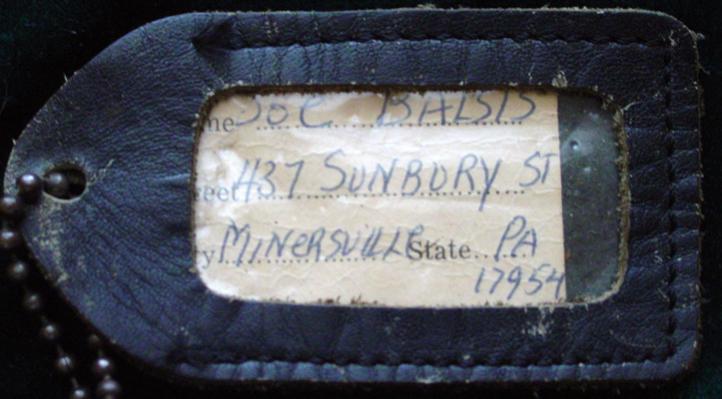 me Joe BALSIS
eet 437 SUNBURY ST
y MINERSVILLE State PA
17954